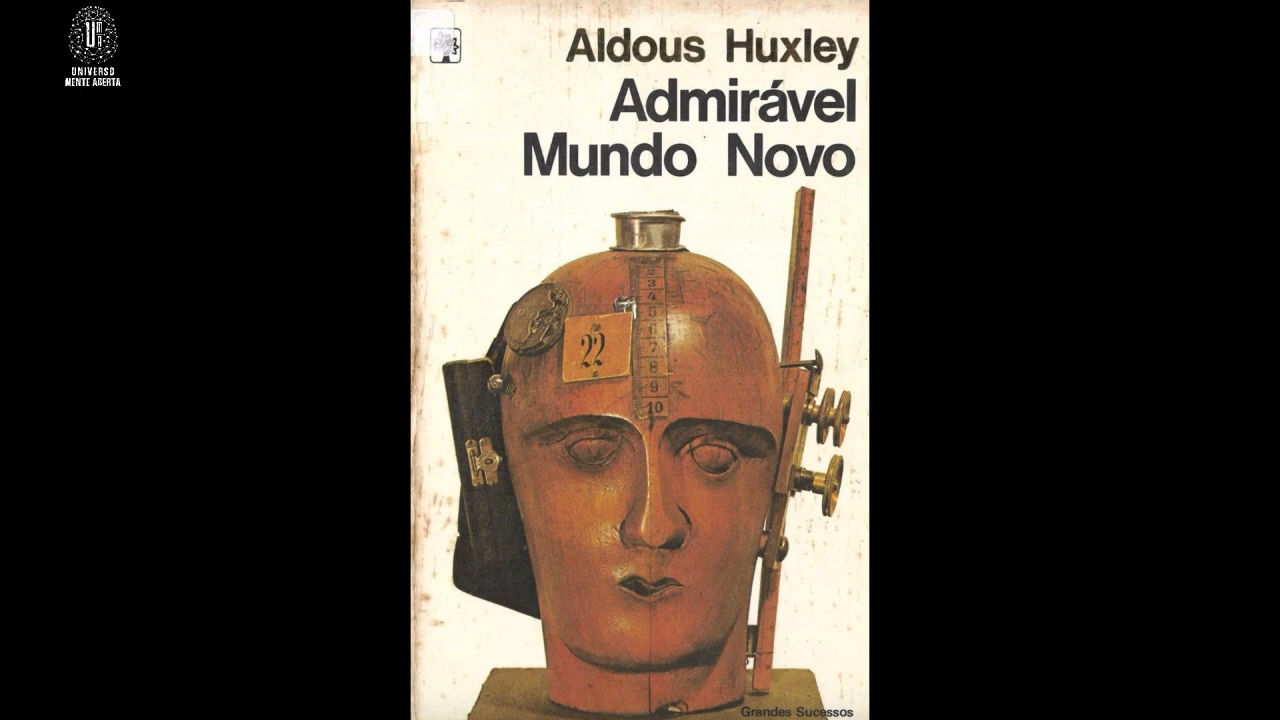 UNIVERSO
MENTE ABERTA
Aldous Huxley
Admirável
Mundo Novo
2
3
4
5
6
7
8
9
10
22
Grandes Sucessos